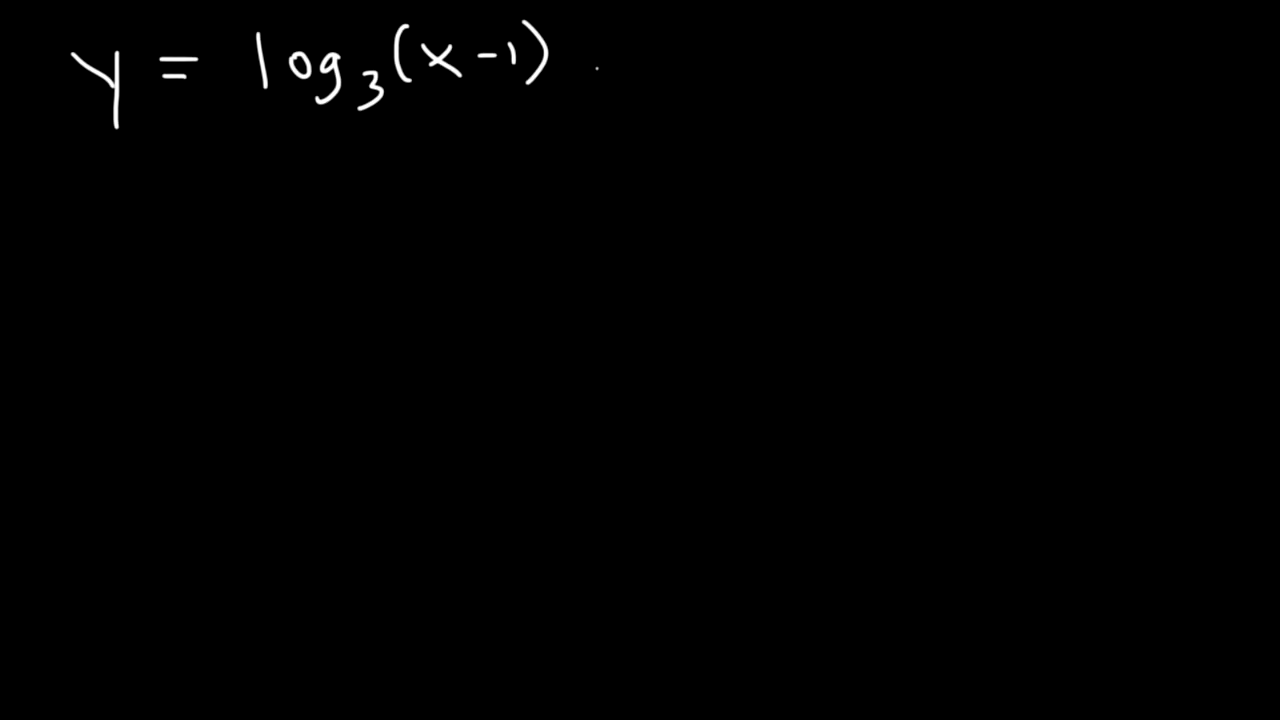 y = log₃(x-1)